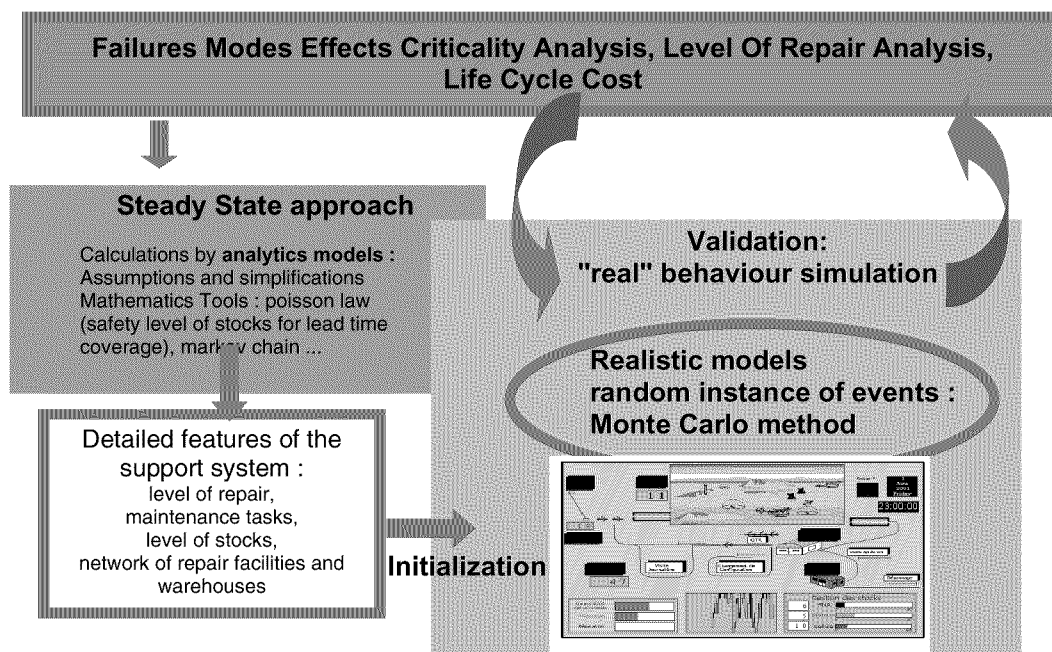 Failures Modes Effects Criticality Analysis, Level Of Repair Analysis,
Life Cycle Cost
Steady State approach
Calculations by analytics models :
Assumptions and simplifications
Mathematics Tools : poisson law
(safety level of stocks for lead time
coverage), markov chain ...
Detailed features of the
support system :
level of repair,
maintenance tasks,
level of stocks,
network of repair facilities and
warehouses
Initialization
Validation:
"real" behaviour simulation
Realistic models
random instance of events :
Monte Carlo method
23:00:00
Gestion des stocks